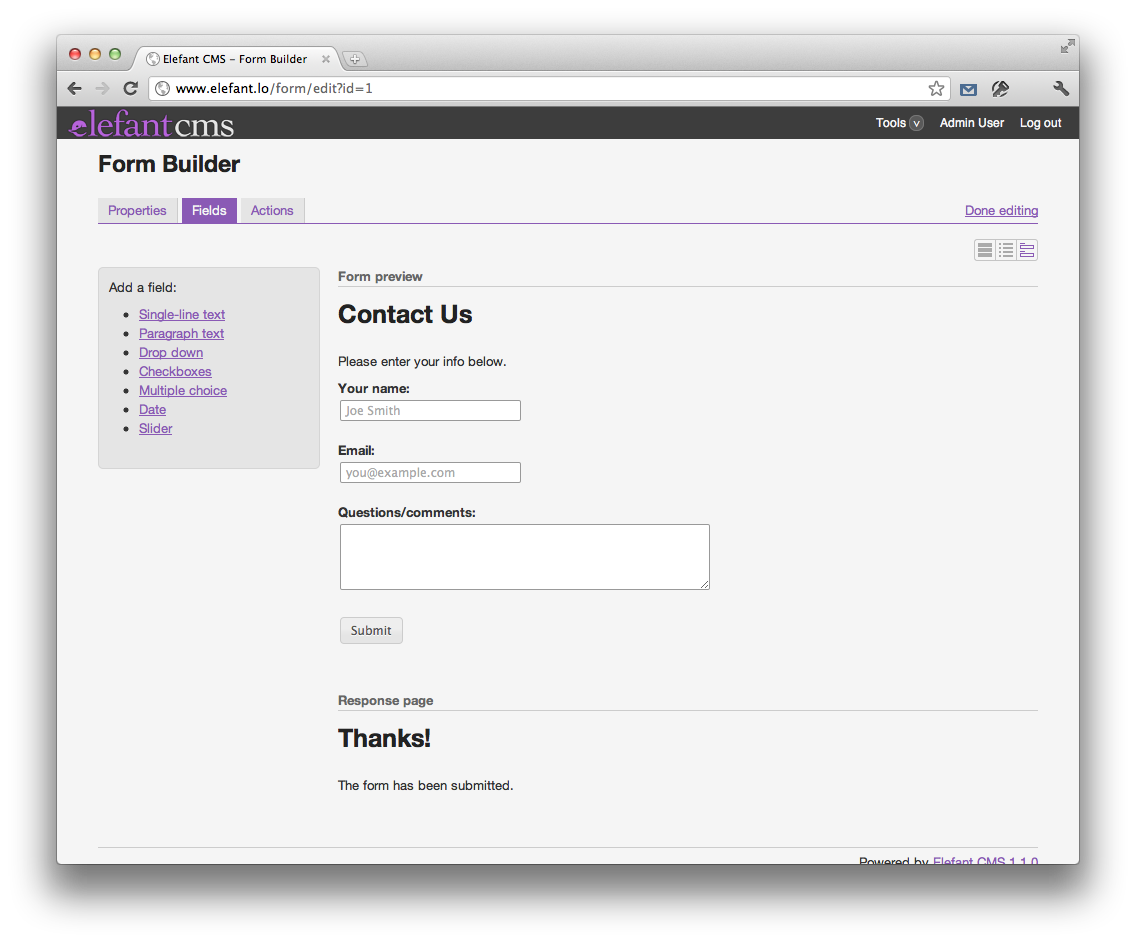 Elefant CMS – Form Builder
www.elefant.lo/form/edit?id=1
elefant cms
Tools v Admin User Log out
Form Builder
Properties Fields Actions Done editing
Add a field:
Single-line text
Paragraph text
Drop down
Checkboxes
Multiple choice
Date
Slider
Form preview
Contact Us
Please enter your info below.
Your name:
Joe Smith
Email:
you@example.com
Questions/comments:
Submit
Response page
Thanks!
The form has been submitted.
Powered by Elefant CMS 1.1.0